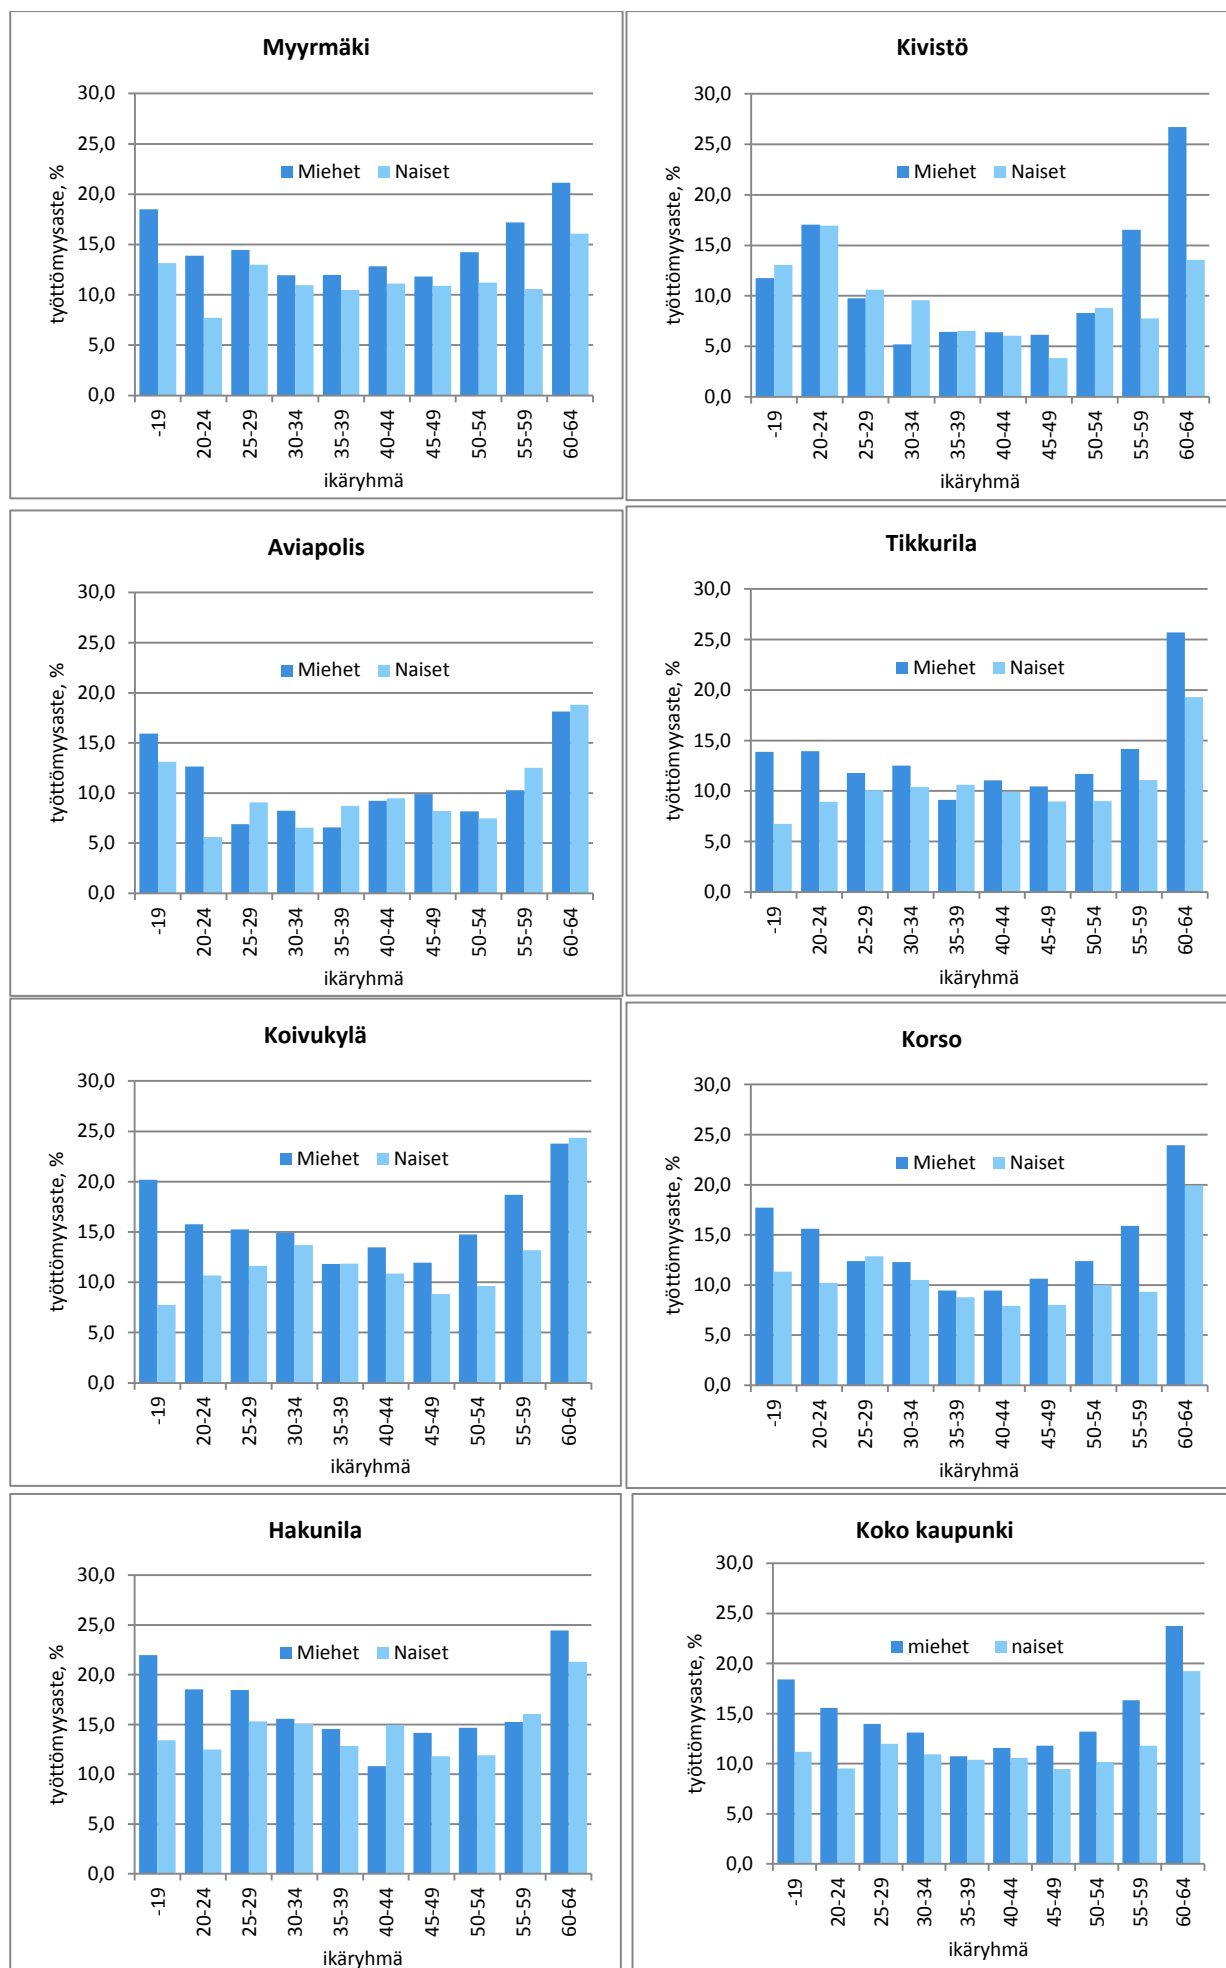 Myyrmäki
30,0
25,0
20,0
15,0
10,0
5,0
0,0
työttömyysaste, %
Miehet Naiset
-19 20-24 25-29 30-34 35-39 40-44 45-49 50-54 55-59 60-64
ikäryhmä
Kivistö
30,0
25,0
20,0
15,0
10,0
5,0
0,0
työttömyysaste, %
Miehet Naiset
-19 20-24 25-29 30-34 35-39 40-44 45-49 50-54 55-59 60-64
ikäryhmä
Aviapolis
30,0
25,0
20,0
15,0
10,0
5,0
0,0
työttömyysaste, %
Miehet Naiset
-19 20-24 25-29 30-34 35-39 40-44 45-49 50-54 55-59 60-64
ikäryhmä
Tikkurila
30,0
25,0
20,0
15,0
10,0
5,0
0,0
työttömyysaste, %
Miehet Naiset
-19 20-24 25-29 30-34 35-39 40-44 45-49 50-54 55-59 60-64
ikäryhmä
Koivukylä
30,0
25,0
20,0
15,0
10,0
5,0
0,0
työttömyysaste, %
Miehet Naiset
-19 20-24 25-29 30-34 35-39 40-44 45-49 50-54 55-59 60-64
ikäryhmä
Korso
30,0
25,0
20,0
15,0
10,0
5,0
0,0
työttömyysaste, %
Miehet Naiset
-19 20-24 25-29 30-34 35-39 40-44 45-49 50-54 55-59 60-64
ikäryhmä
Hakunila
30,0
25,0
20,0
15,0
10,0
5,0
0,0
työttömyysaste, %
Miehet Naiset
-19 20-24 25-29 30-34 35-39 40-44 45-49 50-54 55-59 60-64
ikäryhmä
Koko kaupunki
30,0
25,0
20,0
15,0
10,0
5,0
0,0
työttömyysaste, %
miehet naiset
-19 20-24 25-29 30-34 35-39 40-44 45-49 50-54 55-59 60-64
ikäryhmä